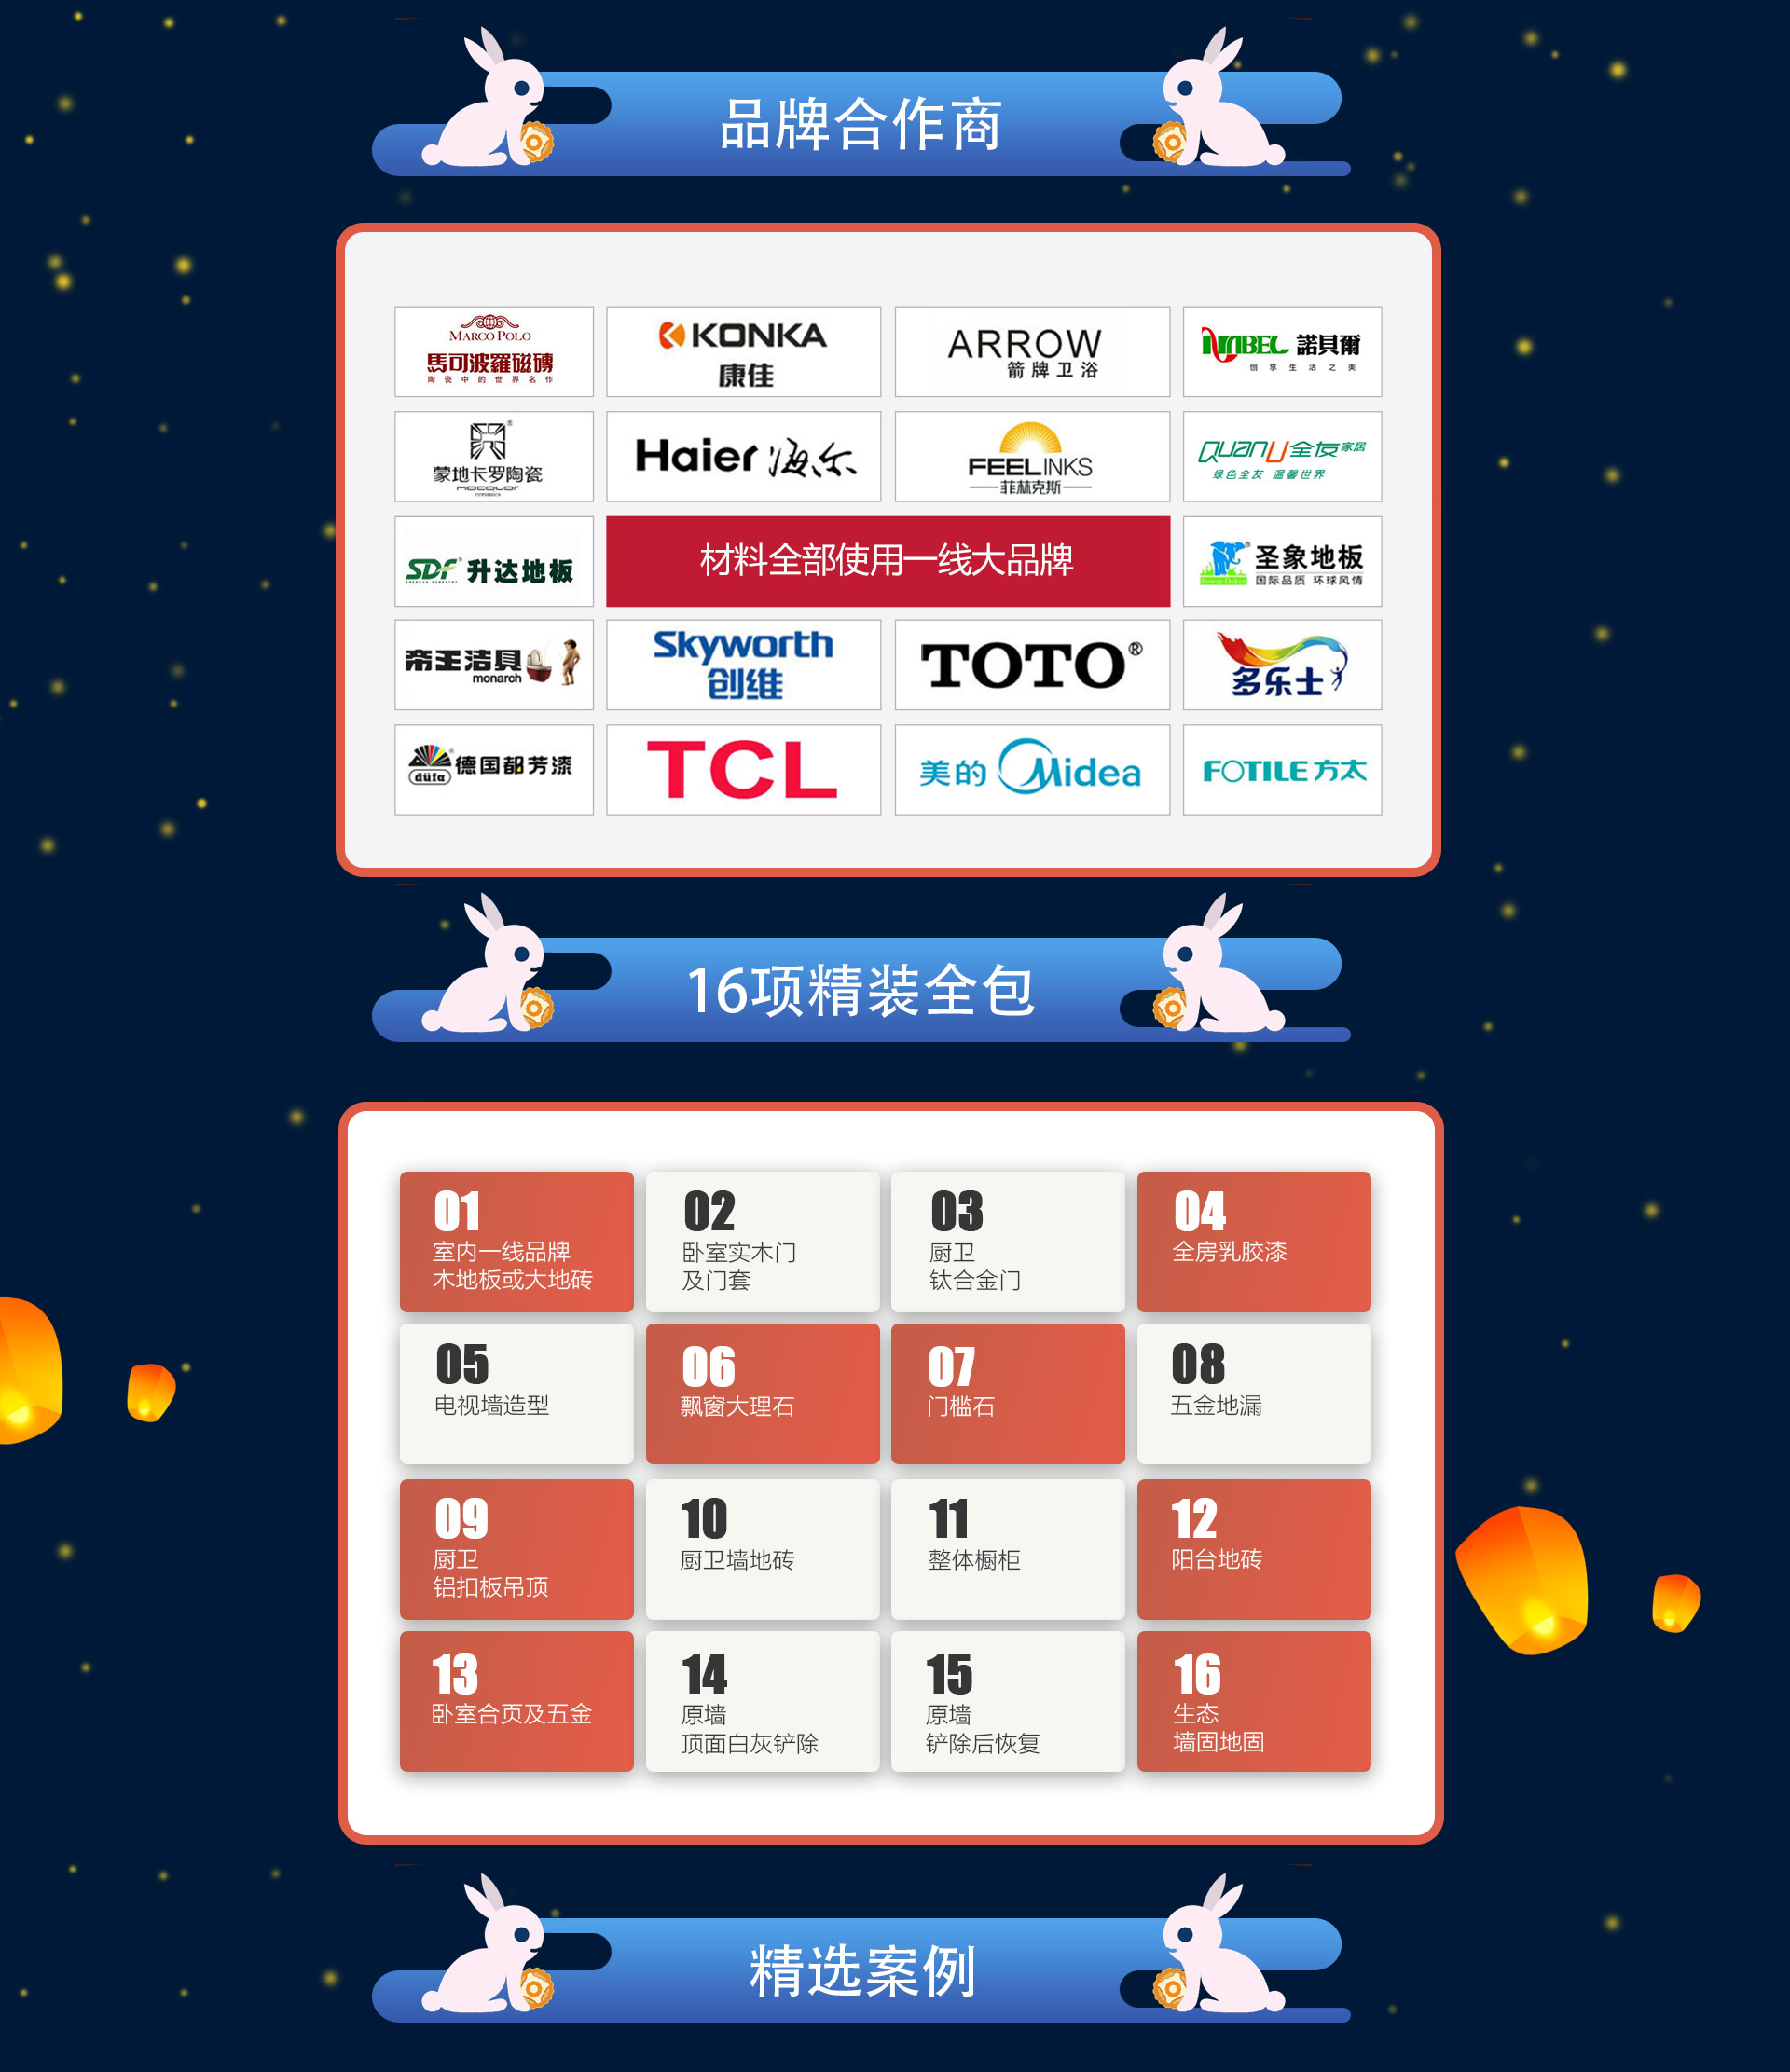 品牌合作商
MARCO POLO
馬可波羅磁磚
陶瓷中的世界名作
KONKA
康佳
ARROW
箭牌卫浴
NABEL 諾貝爾
创享生活之美
蒙地卡罗陶瓷
MOCOLOR
ceramics
Haier 海尔
FEELINKS
菲林克斯
QUANU 全友家居
绿色全友 温馨世界
SDF 升达地板
材料全部使用一线大品牌
圣象地板
Power Dekor 国际品质 环球风情
帝王洁具
monarch
Skyworth
创维
TOTO®
多乐士
düfa 德国都芳漆
TCL
美的 Midea
FOTILE 方太
16项精装全包
01
室内一线品牌
木地板或大地砖
02
卧室实木门
及门套
03
厨卫
钛合金门
04
全房乳胶漆
05
电视墙造型
06
飘窗大理石
07
门槛石
08
五金地漏
09
厨卫
铝扣板吊顶
10
厨卫墙地砖
11
整体橱柜
12
阳台地砖
13
卧室合页及五金
14
原墙
顶面白灰铲除
15
原墙
铲除后恢复
16
生态
墙固地固
精选案例